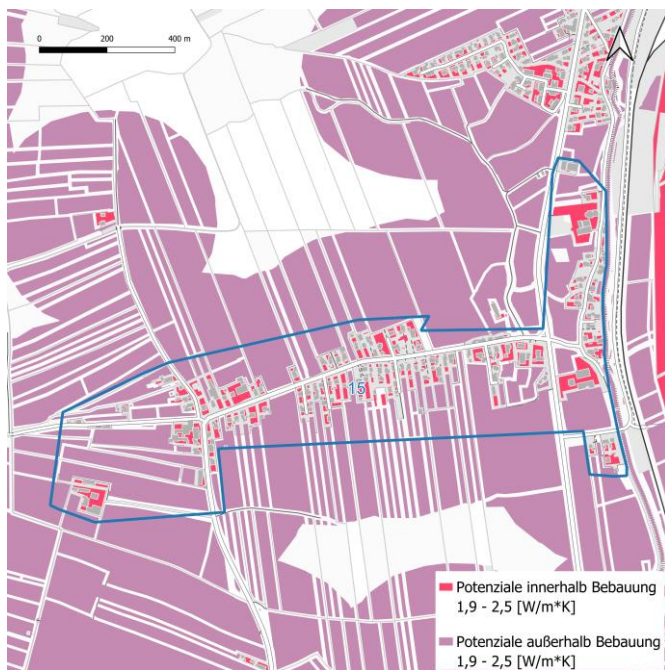 0 200 400 m
15
Potenziale innerhalb Bebauung
1,9 - 2,5 [W/m*K]
Potenziale außerhalb Bebauung
1,9 - 2,5 [W/m*K]